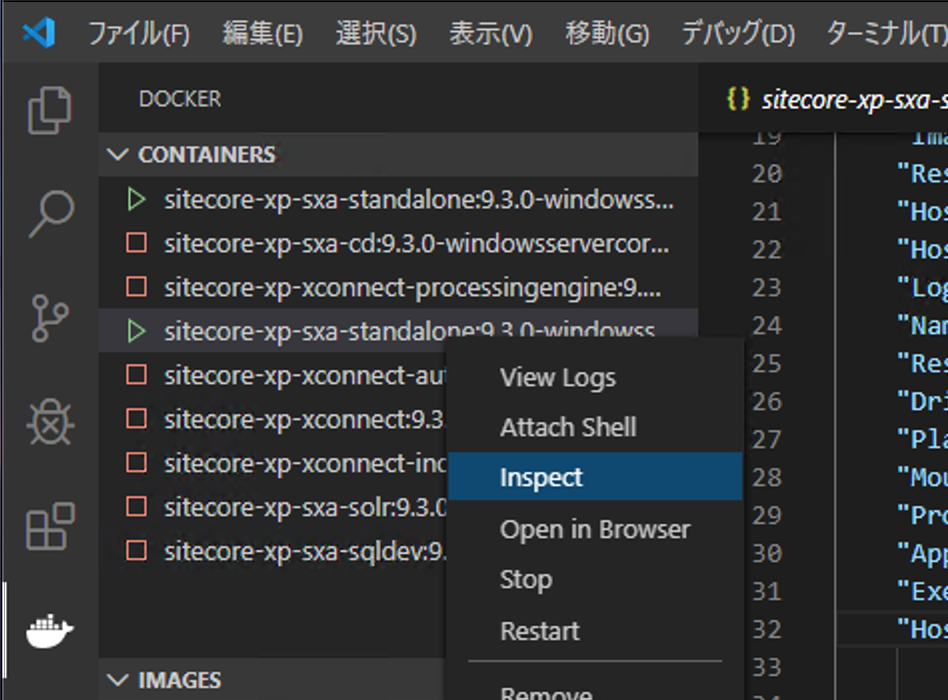 ファイル(F) 編集(E) 選択(S) 表示(V) 移動(G) デバッグ(D) ターミナル(T)
DOCKER
CONTAINERS
sitecore-xp-sxa-standalone:9.3.0-windowss...
sitecore-xp-sxa-cd:9.3.0-windowsservercor...
sitecore-xp-xconnect-processingengine:9....
sitecore-xp-sxa-standalone:9.3.0-windowss
sitecore-xp-xconnect-aut
sitecore-xp-xconnect:9.3.
sitecore-xp-xconnect-ind
sitecore-xp-sxa-solr:9.3.0
sitecore-xp-sxa-sqldev:9.
IMAGES
View Logs
Attach Shell
Inspect
Open in Browser
Stop
Restart
Remove
{} sitecore-xp-sxa-s
19 "Ima
20 "Res
21 "Hos
22 "Hos
23 "Log
24 "Nam
25 "Res
26 "Dri
27 "Pla
28 "Mou
29 "Pro
30 "App
31 "Exe
32 "Hos
33
34